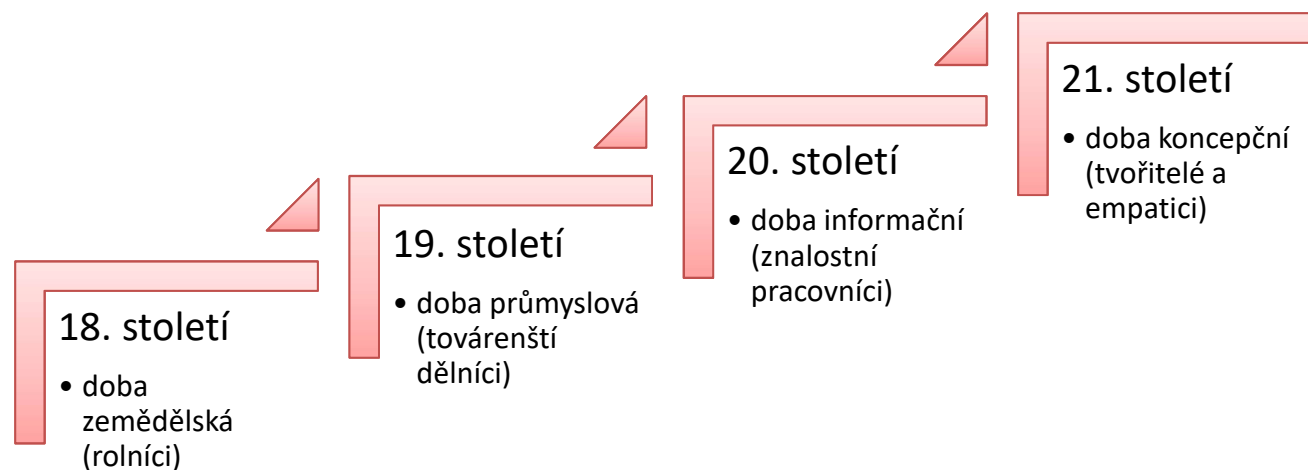 18. století
• doba
zemědělská
(rolníci)
19. století
• doba průmyslová
(továrenští
dělníci)
20. století
• doba informační
(znalostní
pracovníci)
21. století
• doba koncepční
(tvořitelé a
empatici)